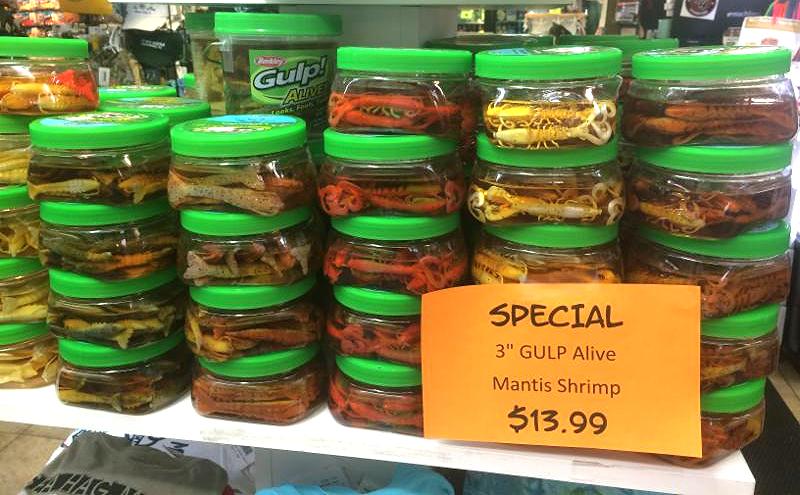 Berkley
Gulp!
ALIVE
SPECIAL
3" GULP Alive
Mantis Shrimp
$13.99